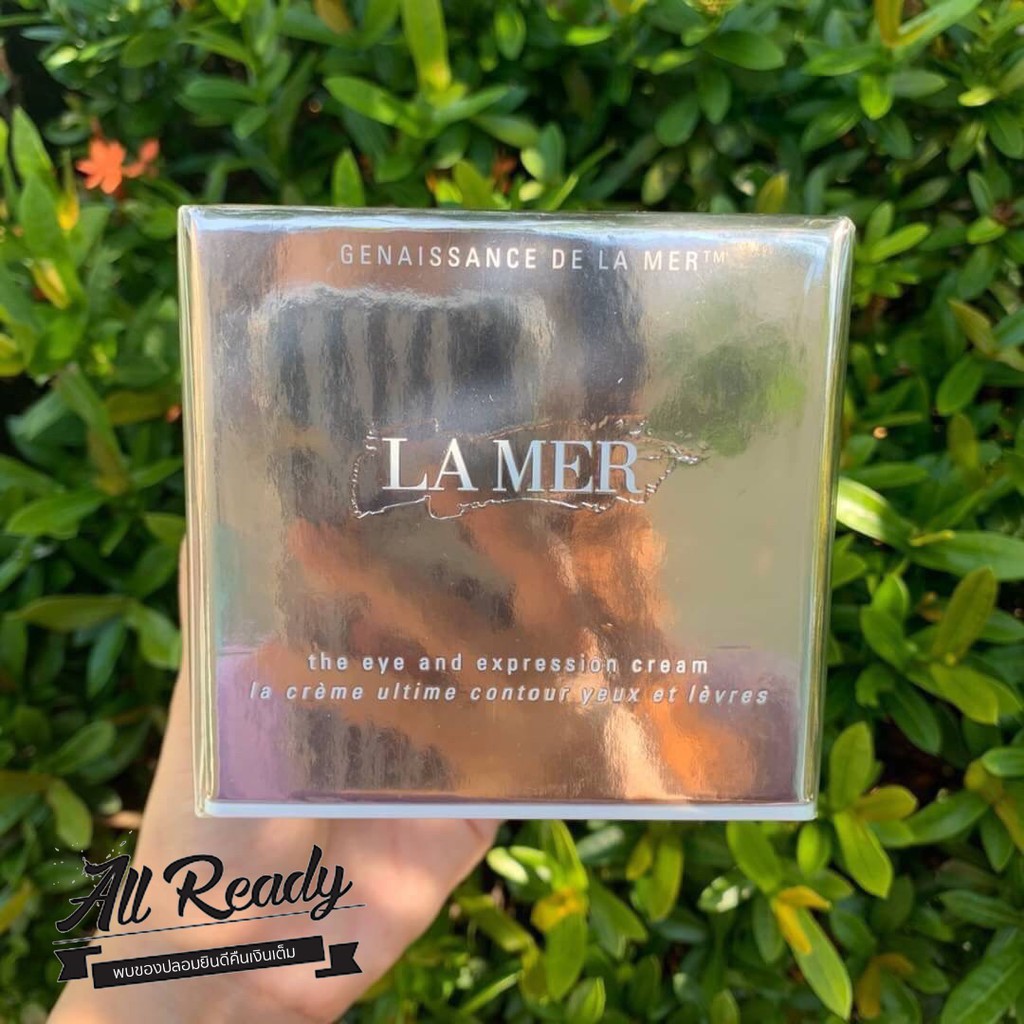 GENAISSANCE DE LA MER™
LA MER
the eye and expression cream
la crème ultime contour yeux et lèvres
All Ready
พบของปลอมยินดีคืนเงินเต็ม